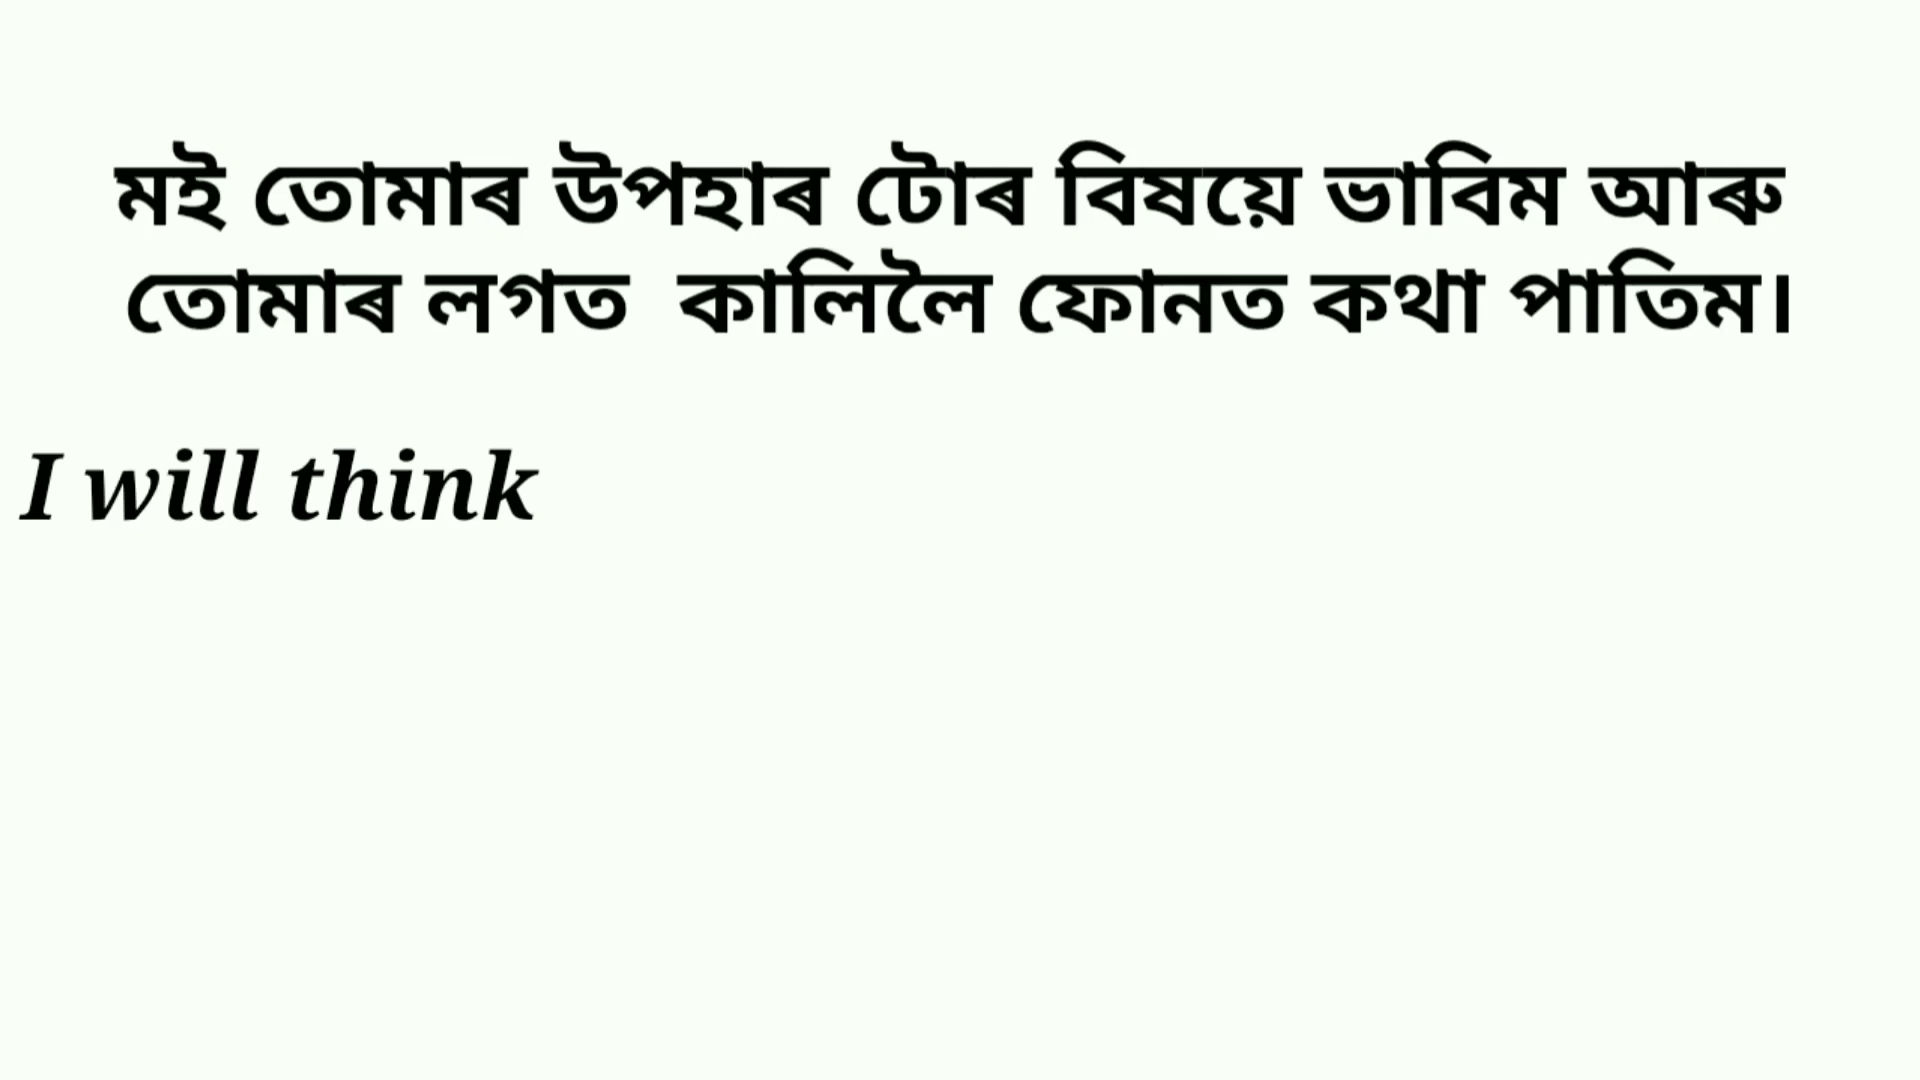 মই তোমাৰ উপহাৰ টোৰ বিষয়ে ভাবিম আৰু
তোমাৰ লগত কালিলৈ ফোনত কথা পাতিম।
I will think